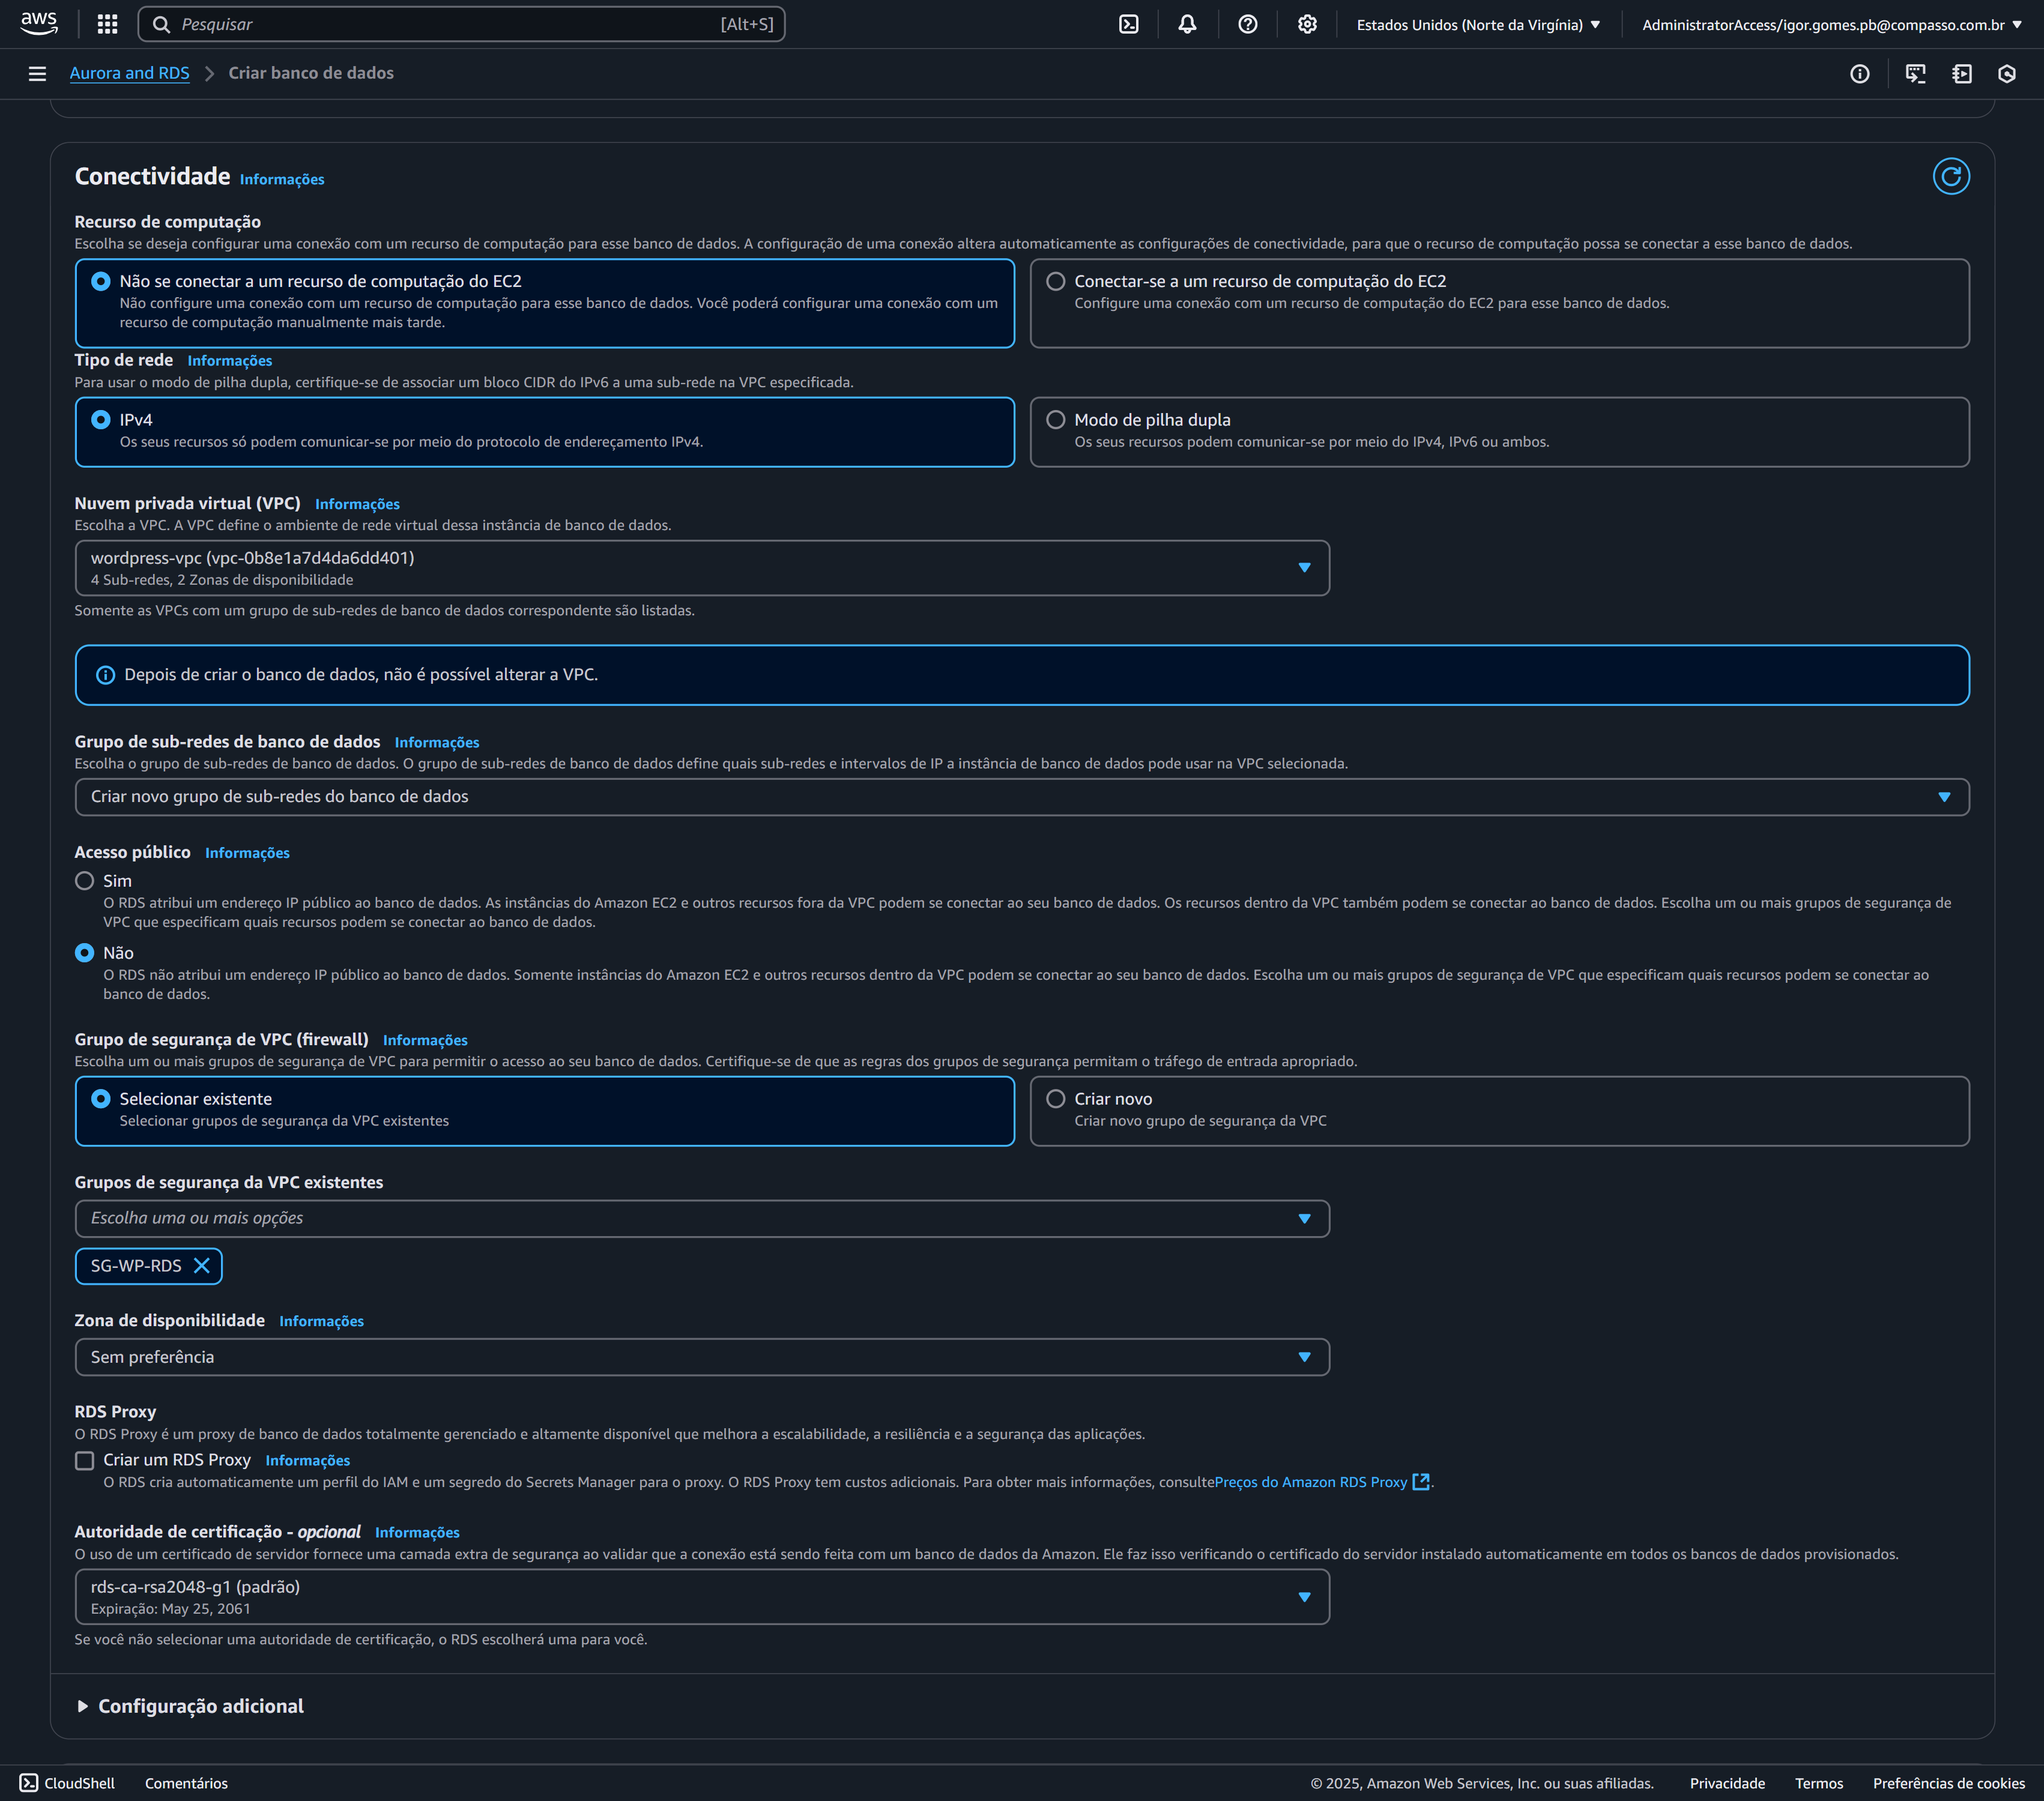 aws
Pesquisar [Alt+S] Estados Unidos (Norte da Virgínia) AdministratorAccess/igor.gomes.pb@compasso.com.br
Aurora and RDS Criar banco de dados
Conectividade Informações
Recurso de computação
Escolha se deseja configurar uma conexão com um recurso de computação para esse banco de dados. A configuração de uma conexão altera automaticamente as configurações de conectividade, para que o recurso de computação possa se conectar a esse banco de dados.
Não se conectar a um recurso de computação do EC2
Não configure uma conexão com um recurso de computação para esse banco de dados. Você poderá configurar uma conexão com um
recurso de computação manualmente mais tarde.
Conectar-se a um recurso de computação do EC2
Configure uma conexão com um recurso de computação do EC2 para esse banco de dados.
Tipo de rede Informações
Para usar o modo de pilha dupla, certifique-se de associar um bloco CIDR do IPv6 a uma sub-rede na VPC especificada.
IPv4
Os seus recursos só podem comunicar-se por meio do protocolo de endereçamento IPv4.
Modo de pilha dupla
Os seus recursos podem comunicar-se por meio do IPv4, IPv6 ou ambos.
Nuvem privada virtual (VPC) Informações
Escolha a VPC. A VPC define o ambiente de rede virtual dessa instância de banco de dados.
wordpress-vpc (vpc-0b8e1a7d4da6dd401)
4 Sub-redes, 2 Zonas de disponibilidade
Somente as VPCs com um grupo de sub-redes de banco de dados correspondente são listadas.
Depois de criar o banco de dados, não é possível alterar a VPC.
Grupo de sub-redes de banco de dados Informações
Escolha o grupo de sub-redes de banco de dados. O grupo de sub-redes de banco de dados define quais sub-redes e intervalos de IP a instância de banco de dados pode usar na VPC selecionada.
Criar novo grupo de sub-redes do banco de dados
Acesso público Informações
Sim
O RDS atribui um endereço IP público ao banco de dados. As instâncias do Amazon EC2 e outros recursos fora da VPC podem se conectar ao seu banco de dados. Os recursos dentro da VPC também podem se conectar ao banco de dados. Escolha um ou mais grupos de segurança de
VPC que especificam quais recursos podem se conectar ao banco de dados.
Não
O RDS não atribui um endereço IP público ao banco de dados. Somente instâncias do Amazon EC2 e outros recursos dentro da VPC podem se conectar ao seu banco de dados. Escolha um ou mais grupos de segurança de VPC que especificam quais recursos podem se conectar ao
banco de dados.
Grupo de segurança de VPC (firewall) Informações
Escolha um ou mais grupos de segurança de VPC para permitir o acesso ao seu banco de dados. Certifique-se de que as regras dos grupos de segurança permitam o tráfego de entrada apropriado.
Selecionar existente
Selecionar grupos de segurança da VPC existentes
Criar novo
Criar novo grupo de segurança da VPC
Grupos de segurança da VPC existentes
Escolha uma ou mais opções
SG-WP-RDS
Zona de disponibilidade Informações
Sem preferência
RDS Proxy
O RDS Proxy é um proxy de banco de dados totalmente gerenciado e altamente disponível que melhora a escalabilidade, a resiliência e a segurança das aplicações.
Criar um RDS Proxy Informações
O RDS cria automaticamente um perfil do IAM e um segredo do Secrets Manager para o proxy. O RDS Proxy tem custos adicionais. Para obter mais informações, consultePreços do Amazon RDS Proxy .
Autoridade de certificação - opcional Informações
O uso de um certificado de servidor fornece uma camada extra de segurança ao validar que a conexão está sendo feita com um banco de dados da Amazon. Ele faz isso verificando o certificado do servidor instalado automaticamente em todos os bancos de dados provisionados.
rds-ca-rsa2048-g1 (padrão)
Expiração: May 25, 2061
Se você não selecionar uma autoridade de certificação, o RDS escolherá uma para você.
Configuração adicional
CloudShell Comentários © 2025, Amazon Web Services, Inc. ou suas afiliadas. Privacidade Termos Preferências de cookies